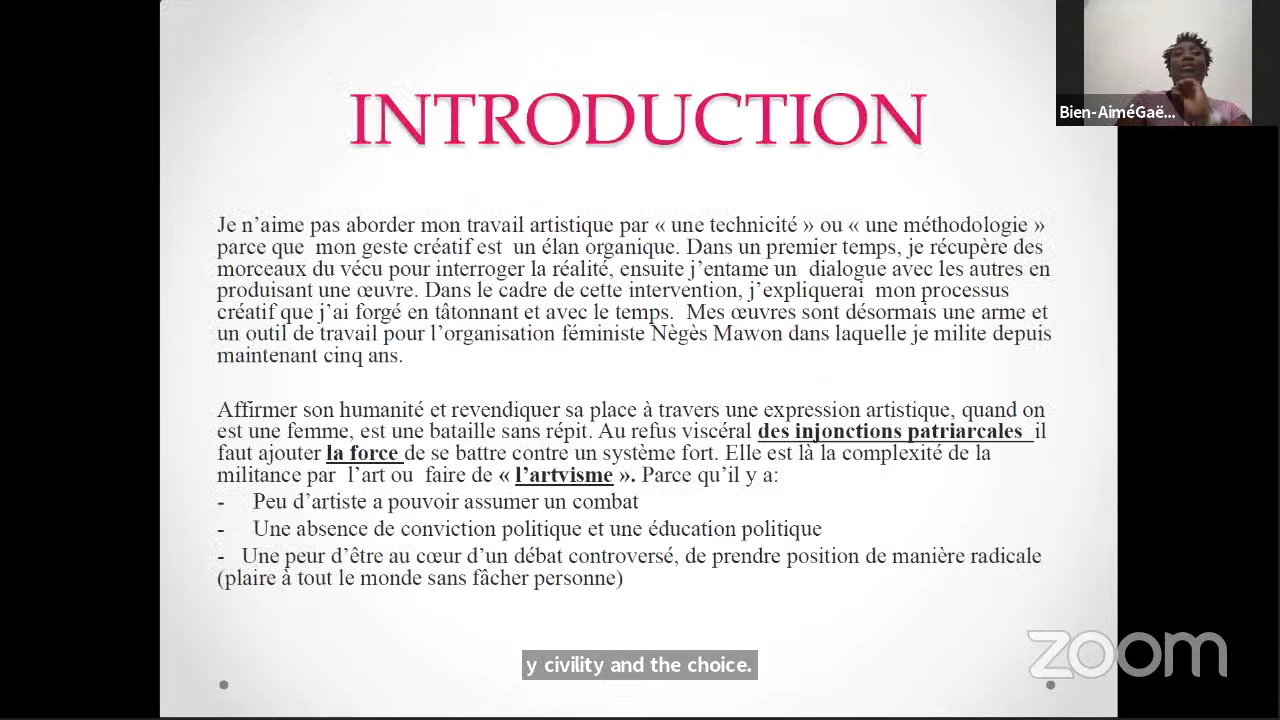 INTRODUCTION
Bien-AiméGaë...
Je n’aime pas aborder mon travail artistique par « une technicité » ou « une méthodologie »
parce que mon geste créatif est un élan organique. Dans un premier temps, je récupère des
morceaux du vécu pour interroger la réalité, ensuite j’entame un dialogue avec les autres en
produisant une œuvre. Dans le cadre de cette intervention, j’expliquerai mon processus
créatif que j’ai forgé en tâtonnant et avec le temps. Mes œuvres sont désormais une arme et
un outil de travail pour l’organisation féministe Nègès Mawon dans laquelle je milite depuis
maintenant cinq ans.
Affirmer son humanité et revendiquer sa place à travers une expression artistique, quand on
est une femme, est une bataille sans répit. Au refus viscéral des injonctions patriarcales il
faut ajouter la force de se battre contre un système fort. Elle est là la complexité de la
militance par l’art ou faire de « l’artvisme ». Parce qu’il y a:
- Peu d’artiste a pouvoir assumer un combat
- Une absence de conviction politique et une éducation politique
- Une peur d’être au cœur d’un débat controversé, de prendre position de manière radicale
(plaire à tout le monde sans fâcher personne)
y civility and the choice.
zoom